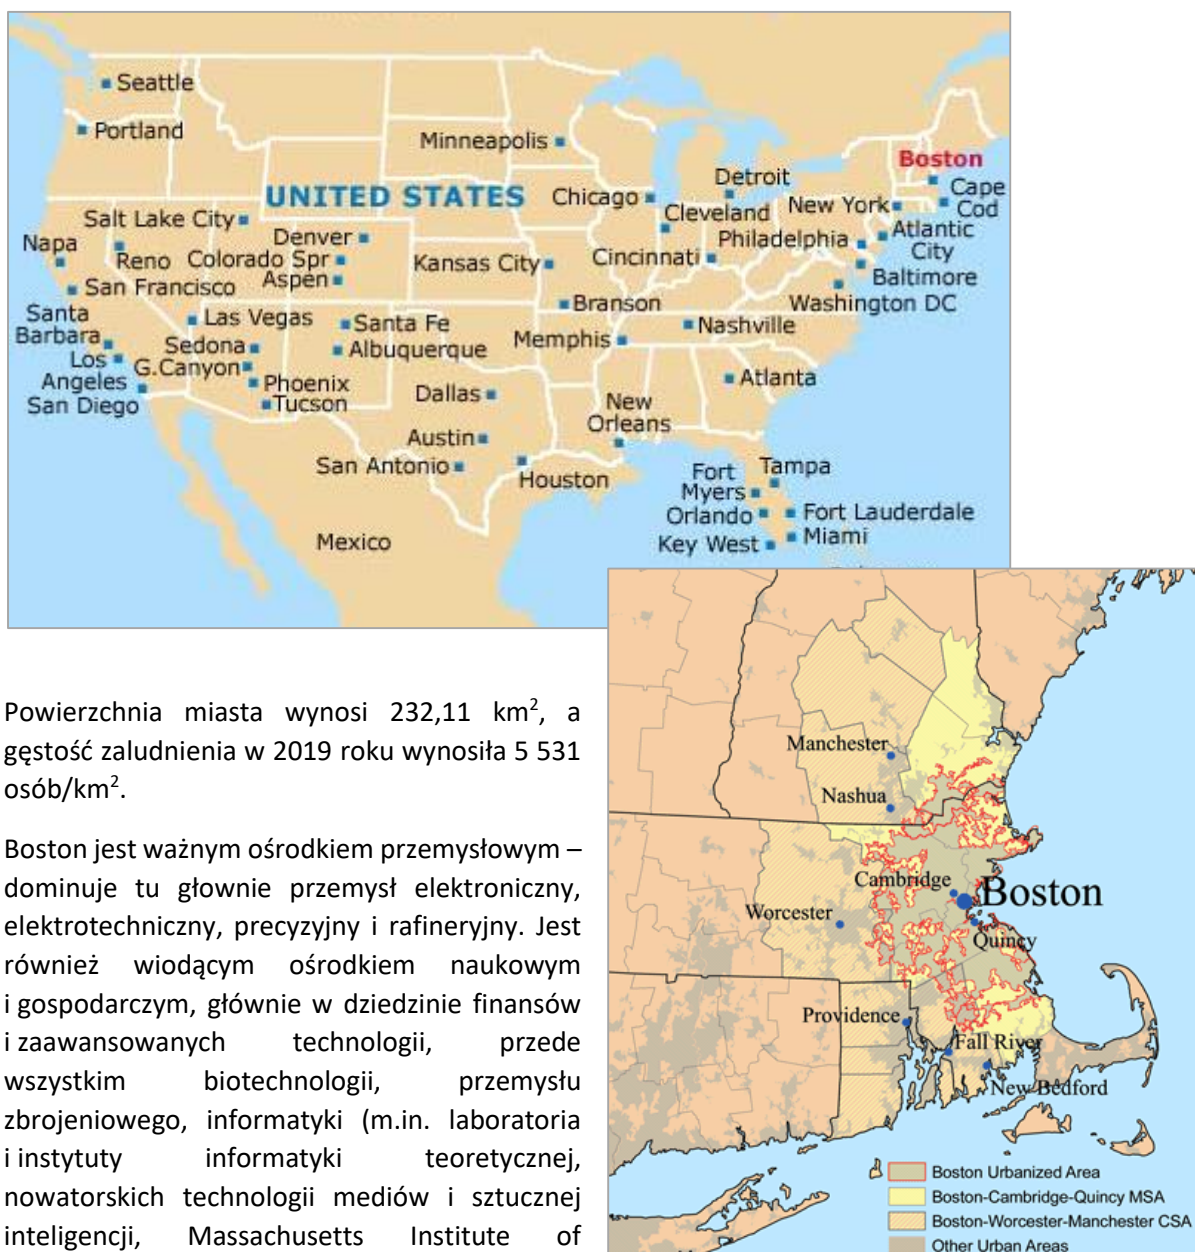 Seattle
Portland
Minneapolis
Boston
Detroit
Cape
Cod
UNITED STATES
Chicago
New York
Salt Lake City
Cleveland
Napa
Denver
Philadelphia
Atlantic
City
Reno
Colorado Spr
Kansas City
Cincinnati
Aspen
Baltimore
San Francisco
Branson
Washington DC
Santa
Barbara
Las Vegas
Santa Fe
Nashville
Los
Angeles
Sedona
Albuquerque
Memphis
G.Canyon
Phoenix
Atlanta
San Diego
Tucson
Dallas
New
Orleans
Austin
San Antonio
Houston
Fort
Myers
Tampa
Orlando
Fort Lauderdale
Key West
Miami
Mexico
Powierzchnia miasta wynosi 232,11 km², a
gęstość zaludnienia w 2019 roku wynosiła 5 531
osób/km².
Boston jest ważnym ośrodkiem przemysłowym –
dominuje tu głownie przemysł elektroniczny,
elektrotechniczny, precyzyjny i rafineryjny. Jest
również wiodącym ośrodkiem naukowym
i gospodarczym, głównie w dziedzinie finansów
i zaawansowanych technologii, przede
wszystkim biotechnologii, przemysłu
zbrojeniowego, informatyki (m.in. laboratoria
i instytuty informatyki teoretycznej,
nowatorskich technologii mediów i sztucznej
inteligencji, Massachusetts Institute of
Manchester
Nashua
Cambridge
Boston
Worcester
Quincy
Providence
Fall River
New Bedford
Boston Urbanized Area
Boston-Cambridge-Quincy MSA
Boston-Worcester-Manchester CSA
Other Urban Areas